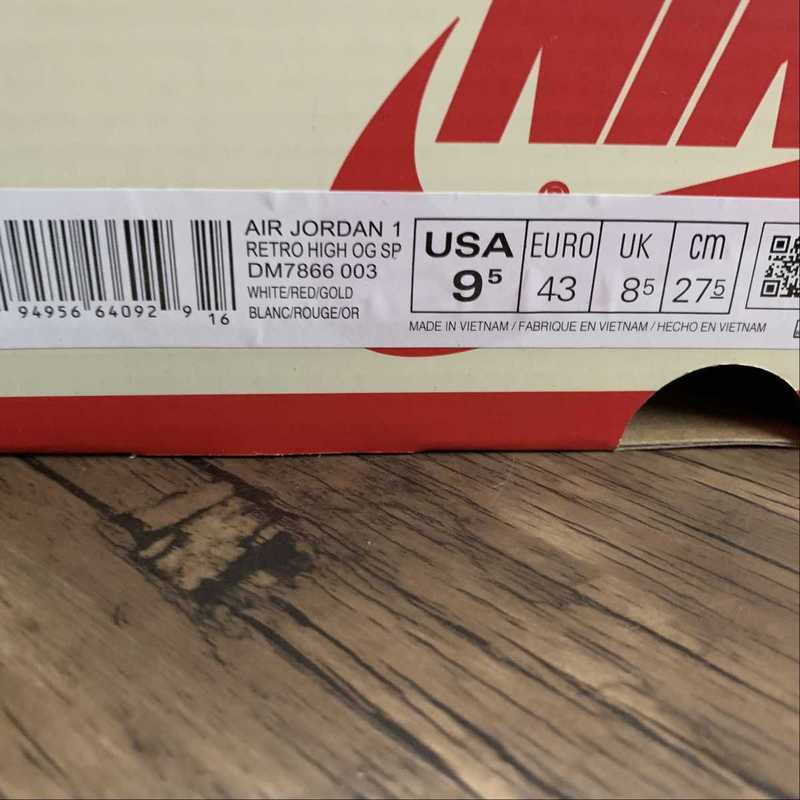 NIK
AIR JORDAN 1
RETRO HIGH OG SP
DM7866 003
WHITE/RED/GOLD
BLANC/ROUGE/OR
94956 64092 9 16
USA
9⁵
EURO
43
UK
8⁵
cm
27⁵
MADE IN VIETNAM / FABRIQUE EN VIETNAM / HECHO EN VIETNAM